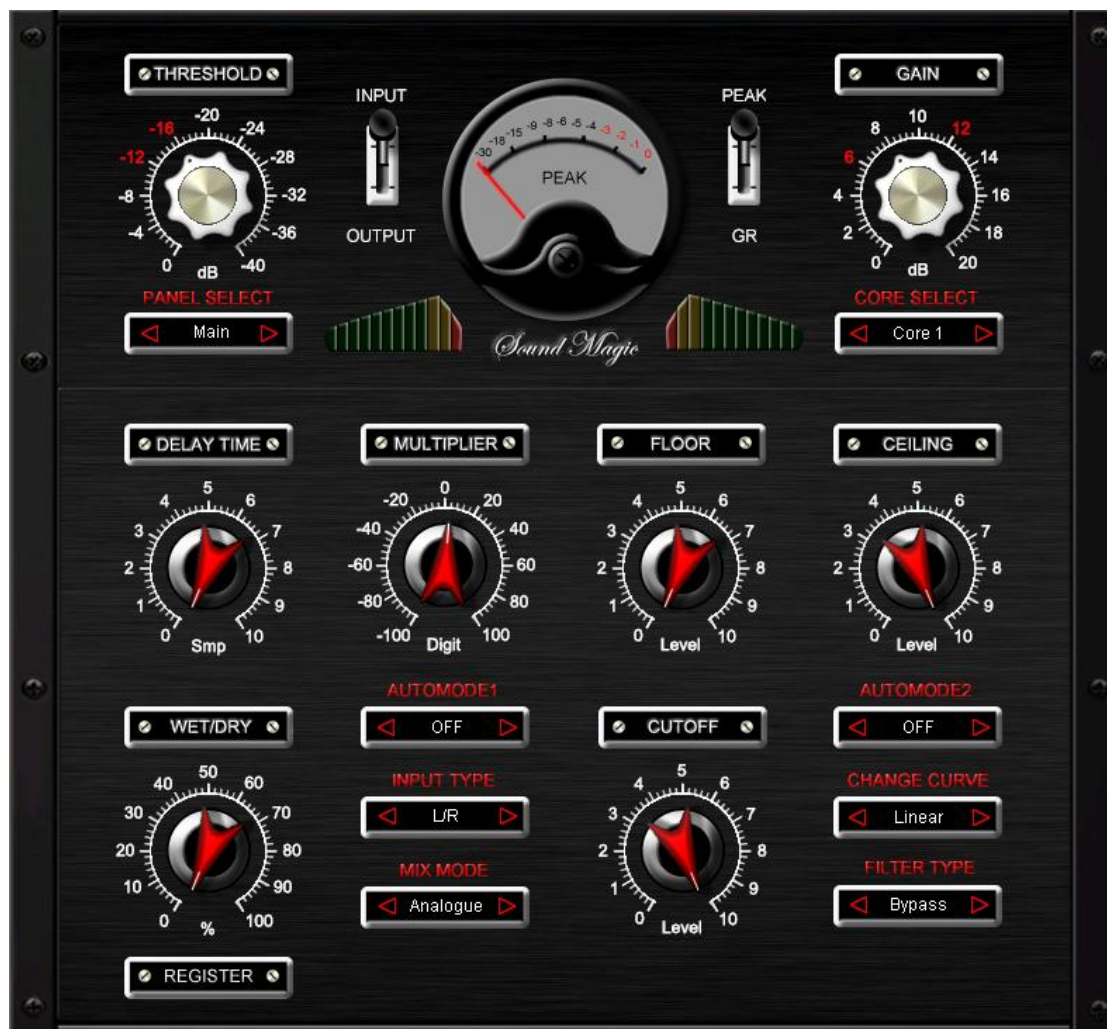 THRESHOLD
-20
-16 -24
-12 -28
-8 -32
-4 -36
0 dB -40
PANEL SELECT
Main
INPUT
OUTPUT
-30 -18 -15 -9 -8 -6 -5 -4 -3 -2 -1 0
PEAK
Sound Magic
PEAK
GR
GAIN
10
8 12
6 14
4 16
2 18
0 dB 20
CORE SELECT
Core 1
DELAY TIME
5
4 6
3 7
2 8
1 9
0 Smp 10
MULTIPLIER
0
-20 20
-40 40
-60 60
-80 80
-100 Digit 100
FLOOR
5
4 6
3 7
2 8
1 9
0 Level 10
CEILING
5
4 6
3 7
2 8
1 9
0 Level 10
WET/DRY
50
40 60
30 70
20 80
10 90
0 % 100
AUTOMODE1
OFF
INPUT TYPE
L/R
MIX MODE
Analogue
CUTOFF
5
4 6
3 7
2 8
1 9
0 Level 10
AUTOMODE2
OFF
CHANGE CURVE
Linear
FILTER TYPE
Bypass
REGISTER